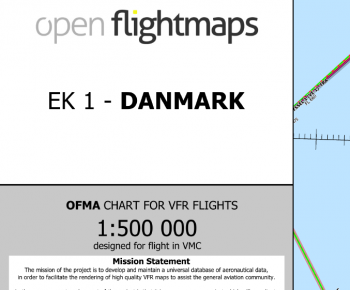 open flightmaps
EK 1 - DANMARK
OFMA CHART FOR VFR FLIGHTS
1:500 000
designed for flight in VMC
Mission Statement
The mission of the project is to develop and maintain a universal database of aeronautical data,
in order to facilitate the rendering of high quality VFR maps to assist the general aviation community.